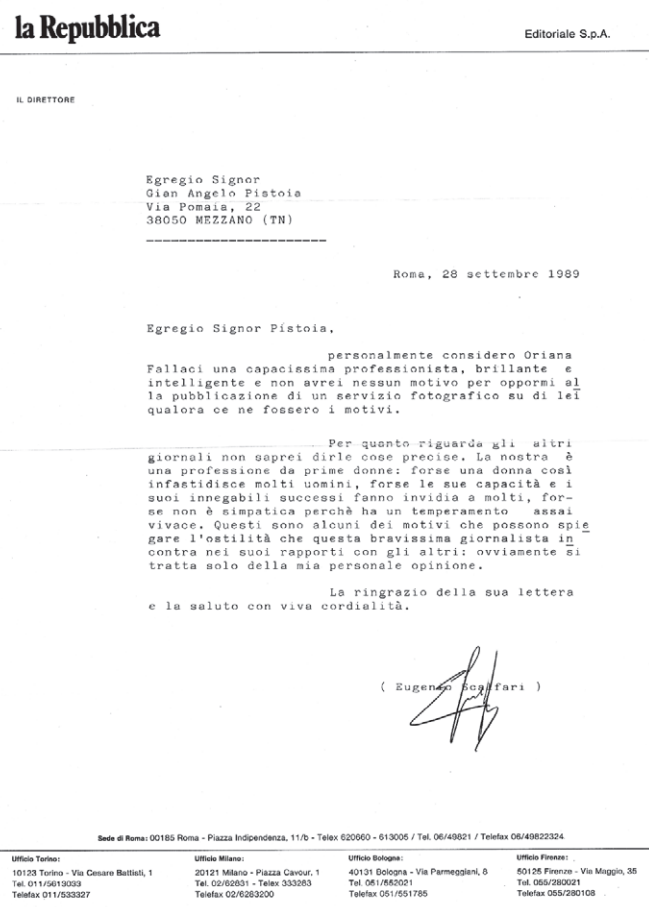 la Repubblica
Editoriale S.p.A.
IL DIRETTORE
Egregio Signor
Gian Angelo Pistoia
Via Pomaia, 22
38050 MEZZANO (TN)
Roma, 28 settembre 1989
Egregio Signor Pistoia,
personalmente considero Oriana
Fallaci una capacissima professionista, brillante e
intelligente e non avrei nessun motivo per oppormi al
la pubblicazione di un servizio fotografico su di lei
qualora ce ne fossero i motivi.
Per quanto riguarda gli altri
giornali non saprei dirle cose precise. La nostra è
una professione da prime donne: forse una donna così
infastidisce molti uomini, forse le sue capacità e i
suoi innegabili successi fanno invidia a molti, for-
se non è simpatica perchè ha un temperamento assai
vivace. Questi sono alcuni dei motivi che possono spie
gare l'ostilità che questa bravissima giornalista in
contra nei suoi rapporti con gli altri: ovviamente si
tratta solo della mia personale opinione.
La ringrazio della sua lettera
e la saluto con viva cordialità.
( Eugenio Scalfari )
Sede di Roma: 00185 Roma - Piazza Indipendenza, 11/b - Telex 620660 - 613005 / Tel. 06/49821 / Telefax 06/49822324
Ufficio Torino:
10123 Torino - Via Cesare Battisti, 1
Tel. 011/5613033
Telefax 011/533327
Ufficio Milano:
20121 Milano - Piazza Cavour, 1
Tel. 02/62831 - Telex 333283
Telefax 02/6263200
Ufficio Bologna:
40131 Bologna - Via Parmeggiani, 8
Tel. 051/552021
Telefax 051/551785
Ufficio Firenze:
50125 Firenze - Via Maggio, 35
Tel. 055/280021
Telefax 055/280108